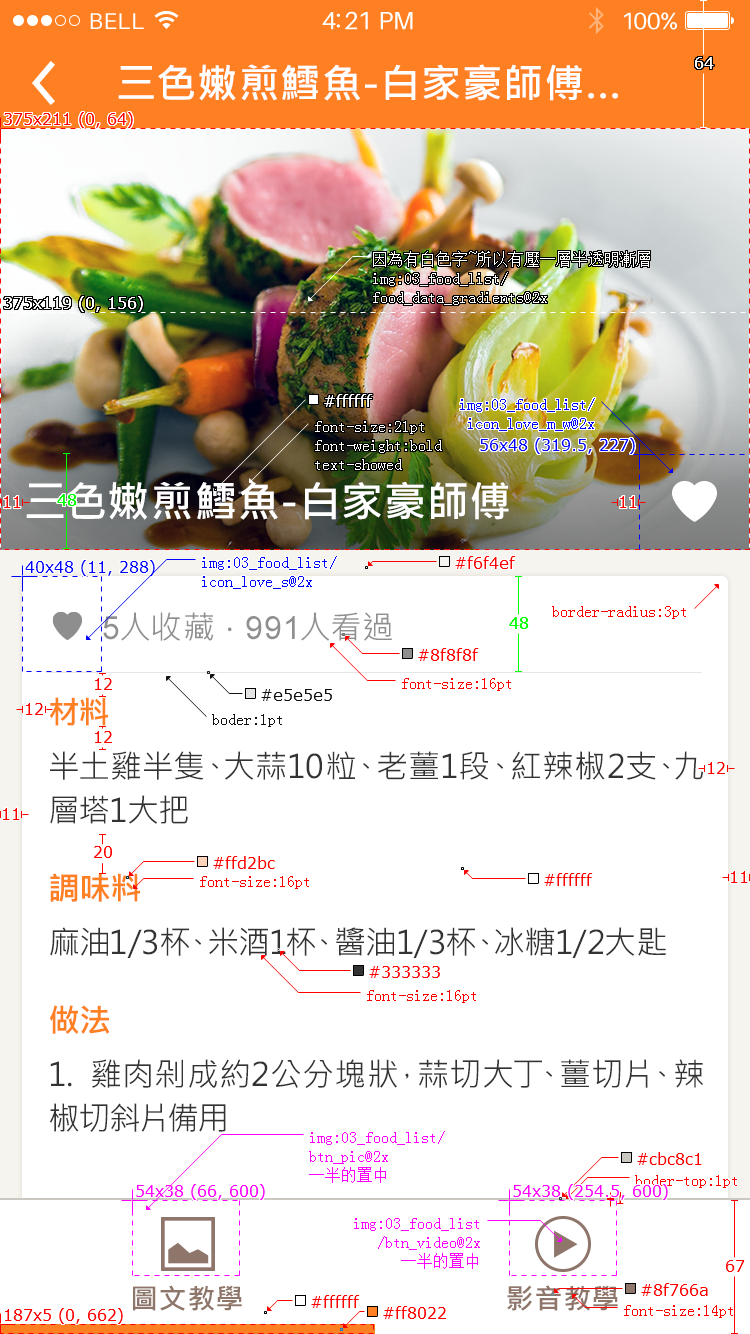 BELL 4:21 PM 100%
64
三色嫩煎鱈魚-白家豪師傅...
375x211 (0, 64)
因為有白色字~所以有壓一層半透明漸層
img:03_food_list/
food_data_gradients@2x
375x119 (0, 156)
#ffffff
font-size:21pt
font-weight:bold
text-showed
img:03_food_list/
icon_love_m_w@2x
56x48 (319.5, 227)
11 48 三色嫩煎鱈魚-白家豪師傅 11
40x48 (11, 288)
img:03_food_list/
icon_love_s@2x
#f6f4ef
border-radius:3pt
5人收藏．991人看過
48
#8f8f8f
font-size:16pt
12
#e5e5e5
boder:1pt
12 材料
12
半土雞半隻、大蒜10粒、老薑1段、紅辣椒2支、九
12
層塔1大把
11
20
#ffd2bc
調味料
font-size:16pt
#ffffff
11
麻油1/3杯、米酒1杯、醬油1/3杯、冰糖1/2大匙
#333333
font-size:16pt
做法
1. 雞肉剁成約2公分塊狀，蒜切大丁、薑切片、辣
椒切斜片備用
img:03_food_list/
btn_pic@2x
一半的置中
#cbc8c1
boder-top:1pt
54x38 (66, 600)
54x38 (254.5, 600)
img:03_food_list
/btn_video@2x
一半的置中
67
圖文教學
影音教學
#8f766a
font-size:14pt
#ffffff
#ff8022
187x5 (0, 662)